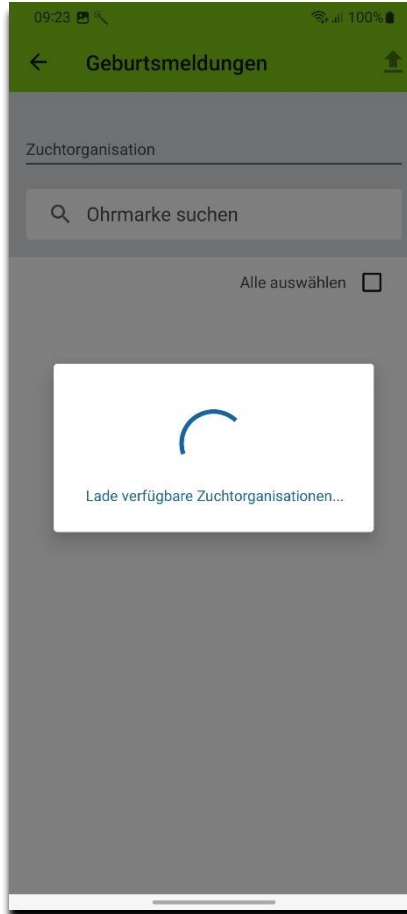 09:23 100%
Geburtsmeldungen
Zuchtorganisation
Ohrmarke suchen
Alle auswählen
Lade verfügbare Zuchtorganisationen...